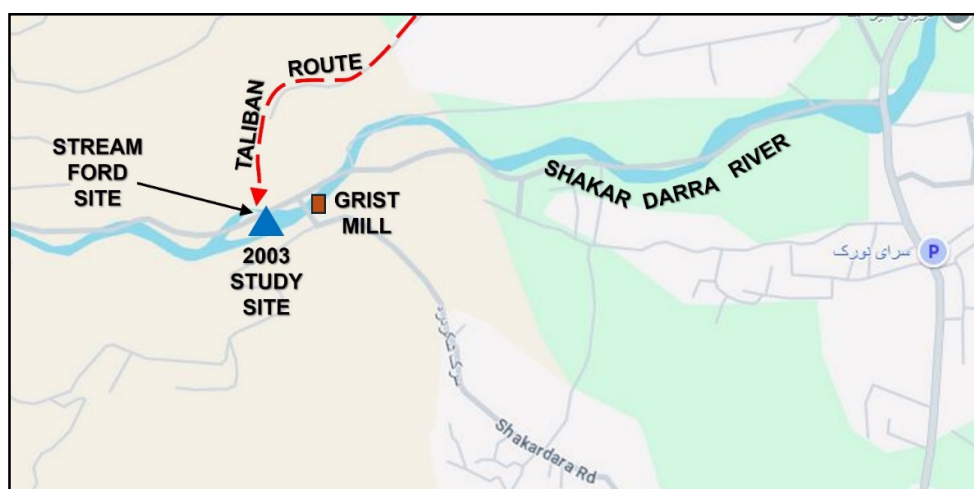 ROUTE
TALIBAN
STREAM
FORD
SITE
SHAKAR DARRA RIVER
GRIST
MILL
2003
STUDY
SITE
سرای تورک
P
Shakardara Rd